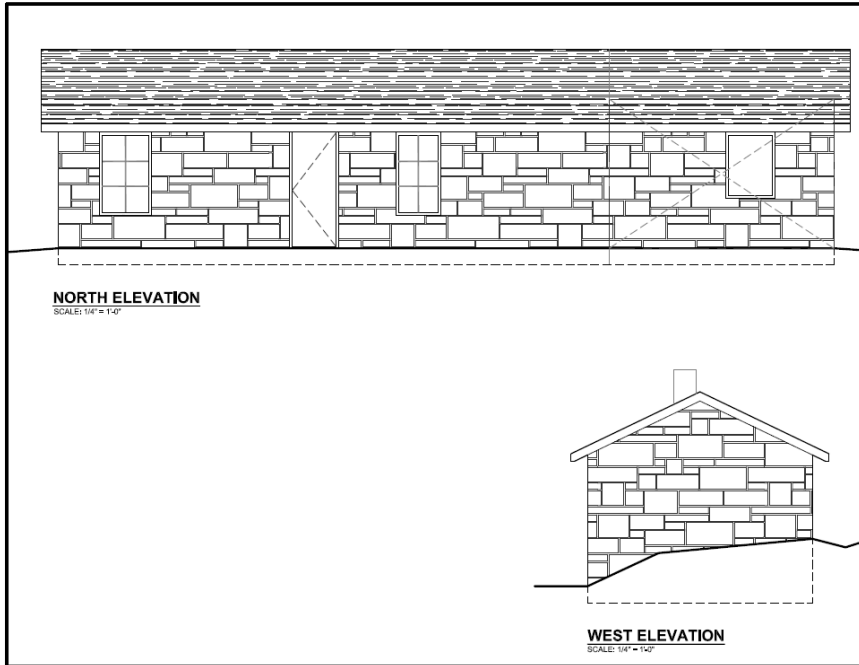 NORTH ELEVATION
SCALE: 1/4" = 1'-0"
WEST ELEVATION
SCALE: 1/4" = 1'-0"